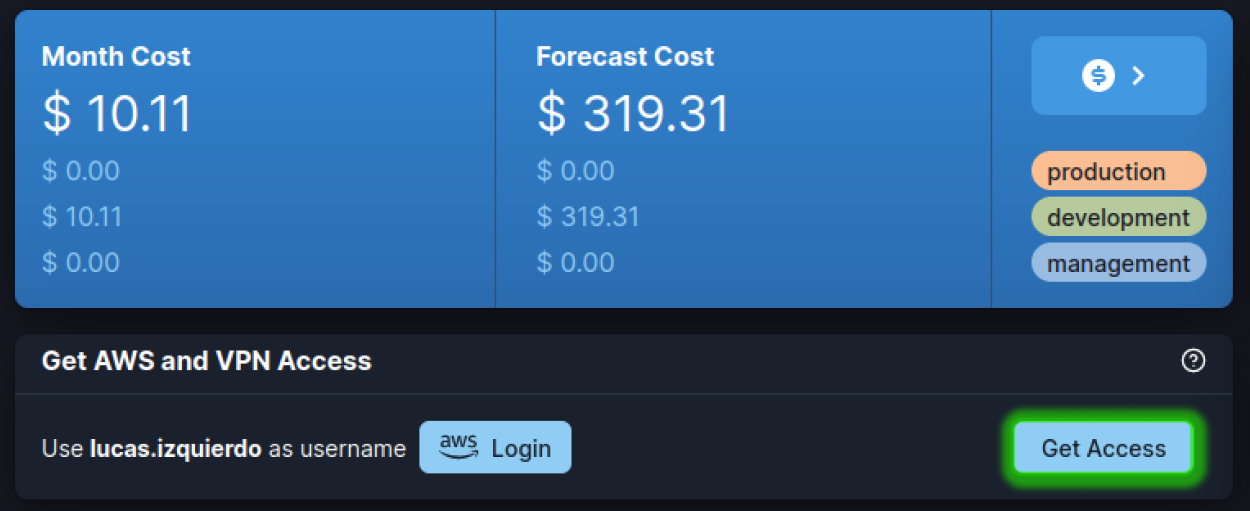 Month Cost
$ 10.11
$ 0.00
$ 10.11
$ 0.00
Forecast Cost
$ 319.31
$ 0.00
$ 319.31
$ 0.00
production
development
management
Get AWS and VPN Access
Use lucas.izquierdo as username aws Login Get Access